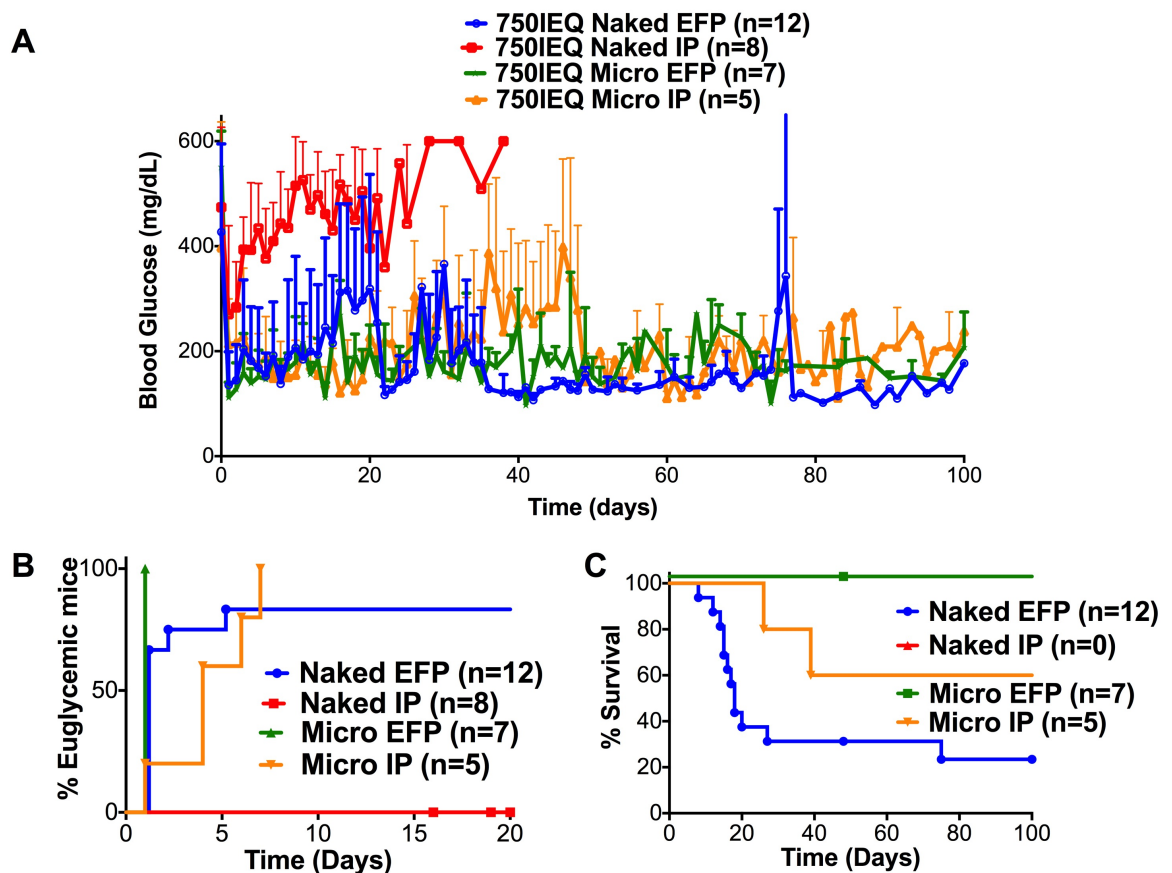 A
750IEQ Naked EFP (n=12)
750IEQ Naked IP (n=8)
750IEQ Micro EFP (n=7)
750IEQ Micro IP (n=5)
Blood Glucose (mg/dL)
600
400
200
0
0 20 40 60 80 100
Time (days)
B
% Euglycemic mice
100
50
0
0 5 10 15 20
Time (Days)
Naked EFP (n=12)
Naked IP (n=8)
Micro EFP (n=7)
Micro IP (n=5)
C
% Survival
100
80
60
40
20
0
0 20 40 60 80 100
Time (Days)
Naked EFP (n=12)
Naked IP (n=0)
Micro EFP (n=7)
Micro IP (n=5)